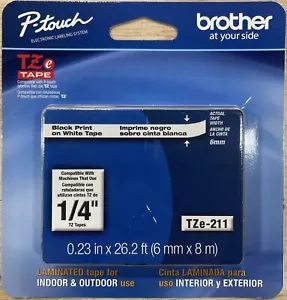 P-touch
ELECTRONIC LABELING SYSTEM
brother
at your side
TZe
TAPE
Black Print
on White Tape
Imprime negro
sobre cinta blanca
ACTUAL
TAPE
WIDTH
ANCHO DE
LA CINTA
6mm
Compatible With
Machines That Use
Compatible con
rotuladoras que
utilizan cintas TZ de
1/4"
TZ Tapes
TZe-211
0.23 in x 26.2 ft (6 mm x 8 m)
LAMINATED tape for
INDOOR & OUTDOOR use
Cinta LAMINADA para
uso INTERIOR y EXTERIOR